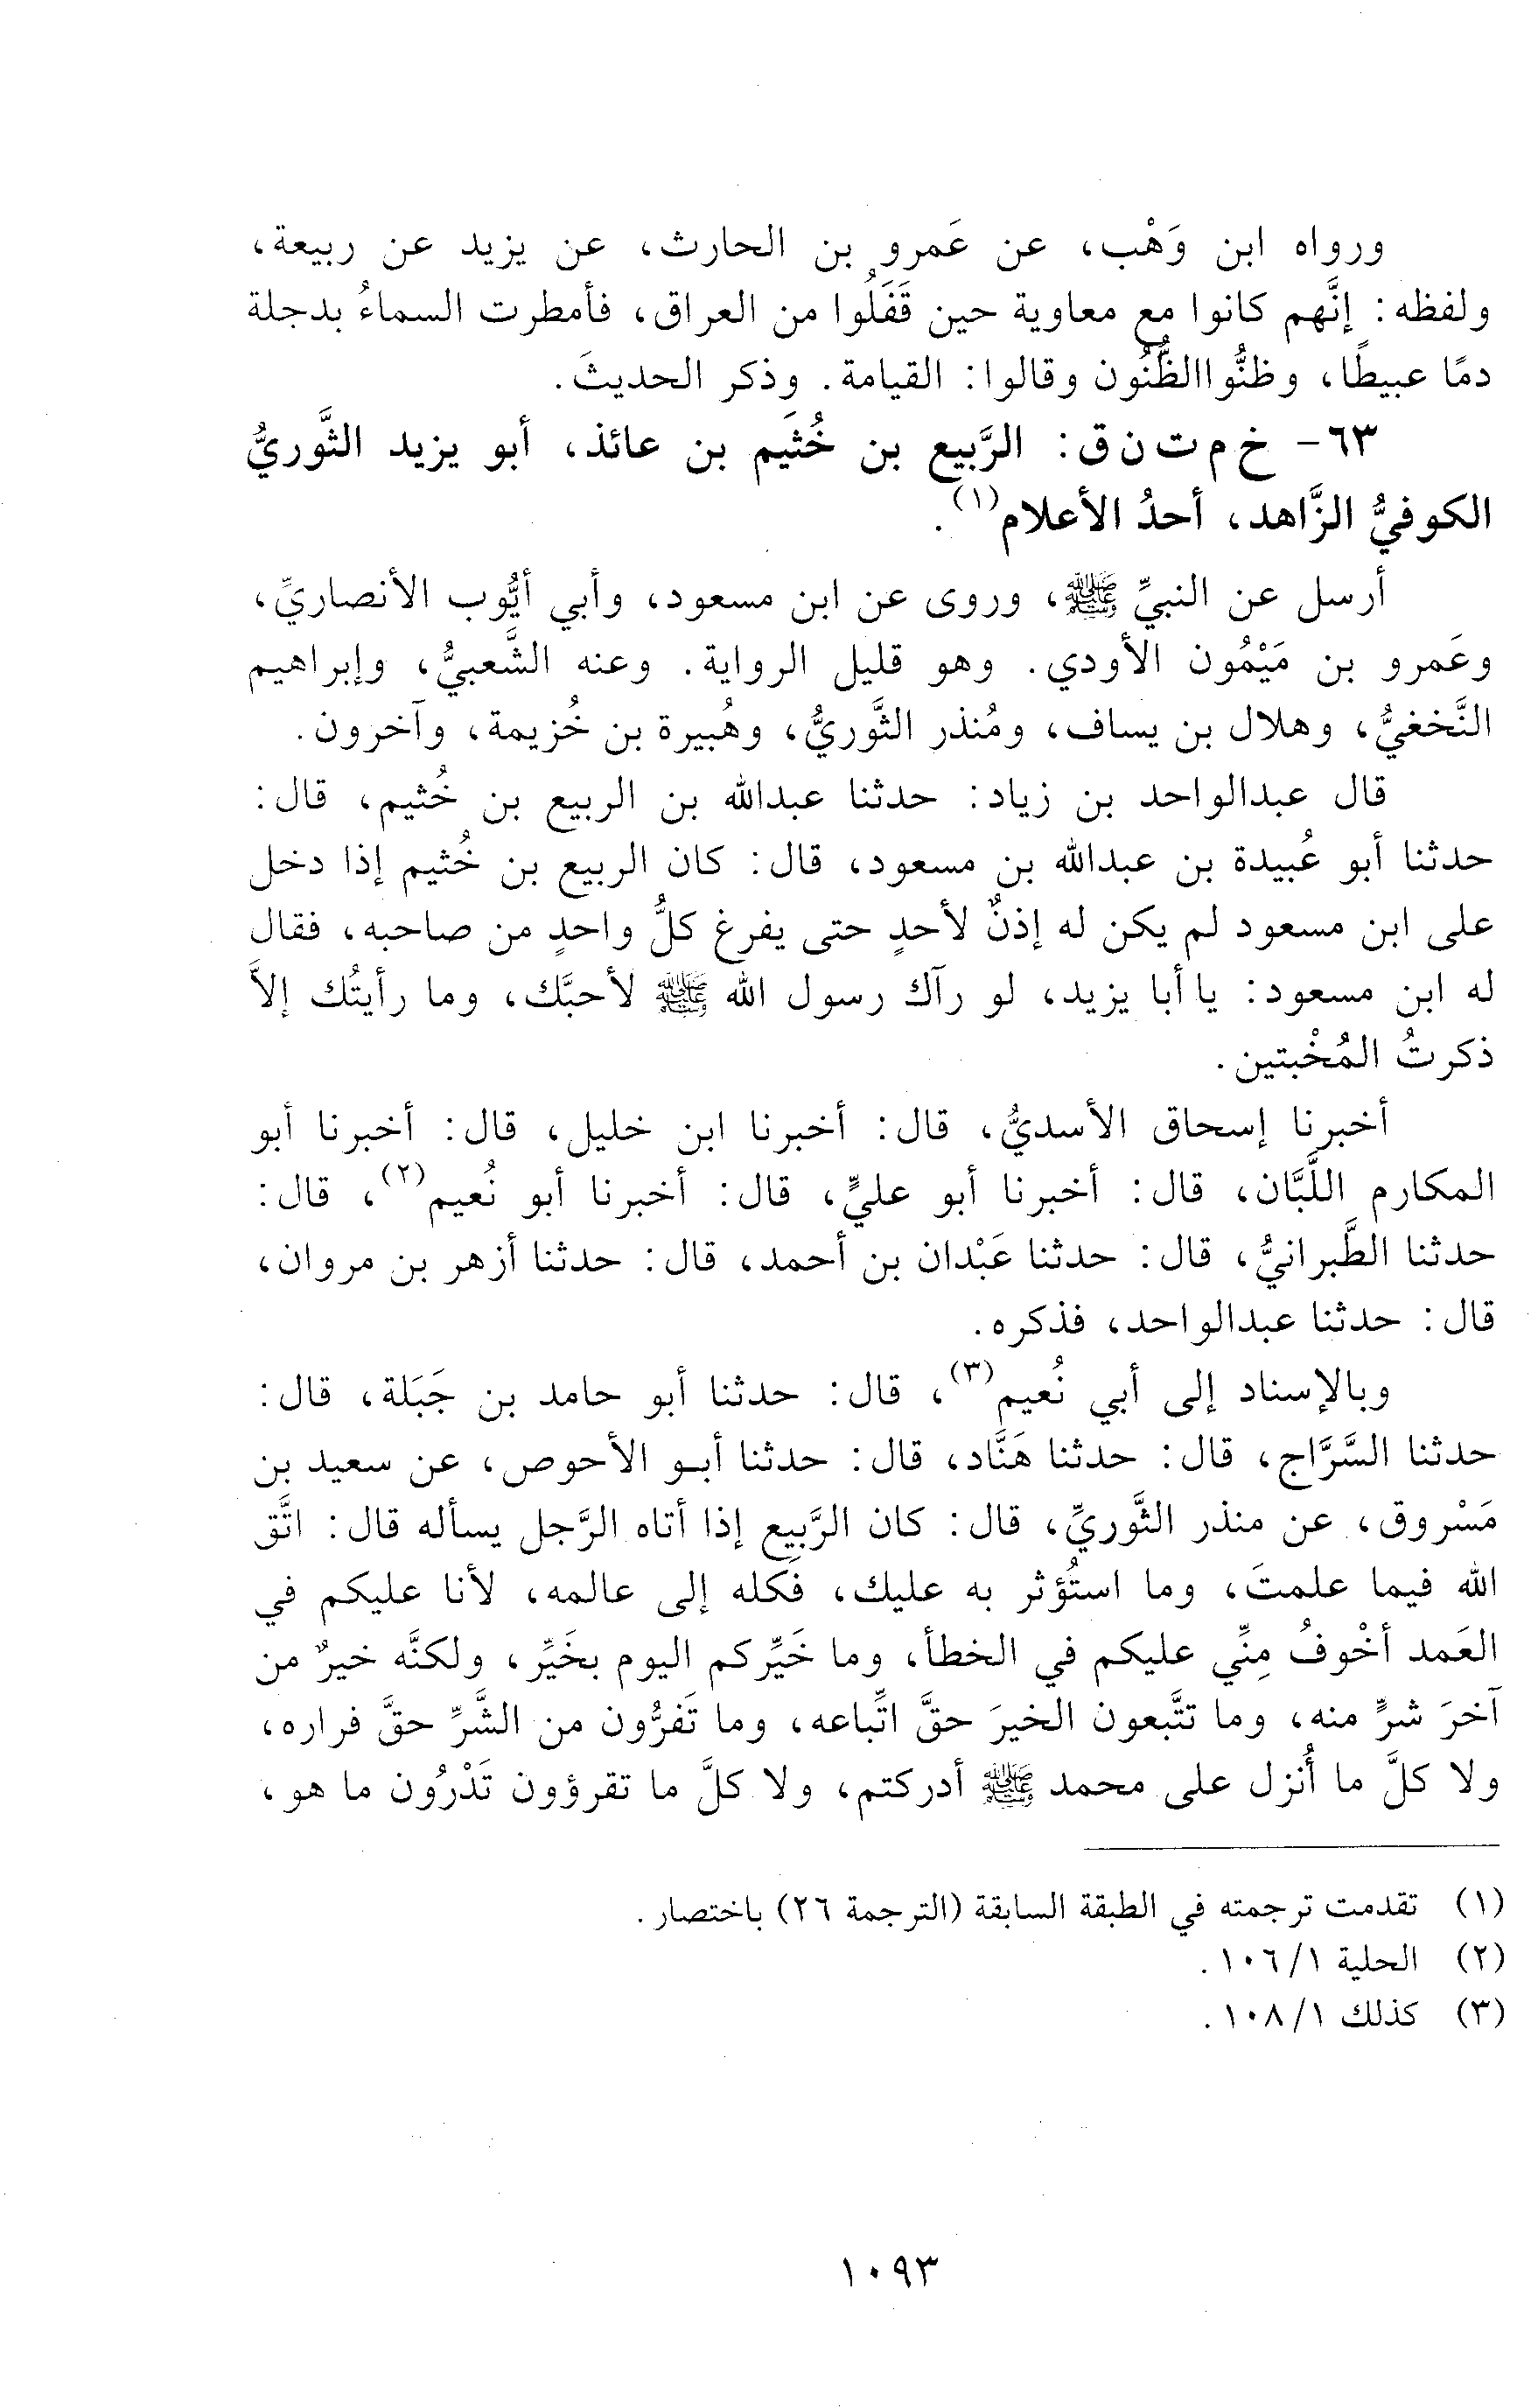 ورواه ابن وَهْب، عن عَمرو بن الحارث، عن يزيد عن ربيعة،
ولفظه: إنَّهم كانوا مع معاوية حين قَفَلُوا من العراق، فأمطرت السماءُ بدجلة
دمًا عبيطًا، وظنُّواالظُّنُون وقالوا: القيامة. وذكر الحديثَ.
٦٣- خ م ت ن ق: الرَّبيع بن خُثَيم بن عائذ، أبو يزيد الثَّوريُّ
الكوفيُّ الزَّاهد، أحدُ الأعلام(١).
أرسل عن النبيِّ ﷺ، وروى عن ابن مسعود، وأبي أيُّوب الأنصاريِّ،
وعَمرو بن مَيْمُون الأودي. وهو قليل الرواية. وعنه الشَّعبيُّ، وإبراهيم
النَّخغيُّ، وهلال بن يساف، ومُنذر الثَّوريُّ، وهُبيرة بن خُزيمة، وآخرون.
قال عبدالواحد بن زياد: حدثنا عبدالله بن الربيع بن خُثيم، قال:
حدثنا أبو عُبيدة بن عبدالله بن مسعود، قال: كان الربيع بن خُثيم إذا دخل
على ابن مسعود لم يكن له إذنٌ لأحدٍ حتى يفرغ كلُّ واحدٍ من صاحبه، فقال
له ابن مسعود: يا أبا يزيد، لو رآك رسول الله ﷺ لأحبَّك، وما رأيتُك إلاَّ
ذكرتُ المُخْبتين.
أخبرنا إسحاق الأسديُّ، قال: أخبرنا ابن خليل، قال: أخبرنا أبو
المكارم اللَّبَّان، قال: أخبرنا أبو عليٍّ، قال: أخبرنا أبو نُعيم(٢)، قال:
حدثنا الطَّبرانيُّ، قال: حدثنا عَبْدان بن أحمد، قال: حدثنا أزهر بن مروان،
قال: حدثنا عبدالواحد، فذكره.
وبالإسناد إلى أبي نُعيم(٣)، قال: حدثنا أبو حامد بن جَبَلة، قال:
حدثنا السَّرَّاج، قال: حدثنا هَنَّاد، قال: حدثنا أبـو الأحوص، عن سعيد بن
مَسْروق، عن منذر الثَّوريِّ، قال: كان الرَّبيع إذا أتاه الرَّجل يسأله قال: اتَّق
الله فيما علمتَ، وما استُؤثر به عليك، فَكله إلى عالمه، لأنا عليكم في
العَمد أخْوفُ مِنِّي عليكم في الخطأ، وما خَيِّركم اليوم بخَيِّر، ولكنَّه خيرٌ من
آخرَ شرٍّ منه، وما تتَّبعون الخيرَ حقَّ اتِّباعه، وما تَفرُّون من الشَّرِّ حقَّ فراره،
ولا كلَّ ما أُنزل على محمد ﷺ أدركتم، ولا كلَّ ما تقرؤون تَدْرُون ما هو،
(١) تقدمت ترجمته في الطبقة السابقة (الترجمة ٢٦) باختصار.
(٢) الحلية ١٠٦/١.
(٣) كذلك ١٠٨/١.
١٠٩٣